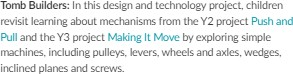 Tomb Builders: In this design and technology project, children
revisit learning about mechanisms from the Y2 project Push and
Pull and the Y3 project Making It Move by exploring simple
machines, including pulleys, levers, wheels and axles, wedges,
inclined planes and screws.